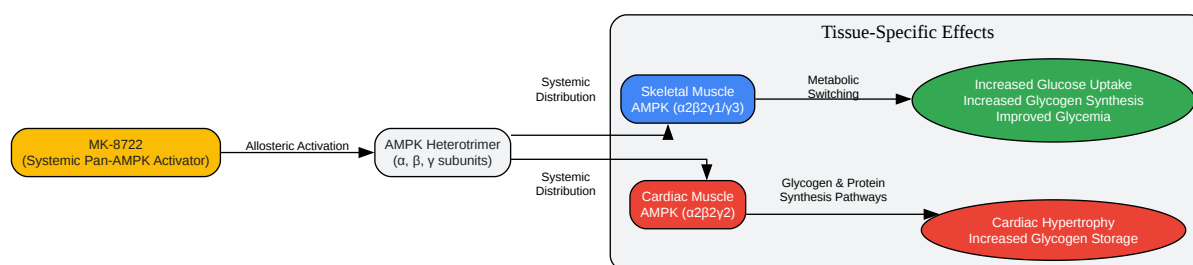 Tissue-Specific Effects
MK-8722
(Systemic Pan-AMPK Activator)
Allosteric Activation
AMPK Heterotrimer
(α, β, γ subunits)
Systemic
Distribution
Systemic
Distribution
Skeletal Muscle
AMPK (α2β2γ1/γ3)
Metabolic
Switching
Increased Glucose Uptake
Increased Glycogen Synthesis
Improved Glycemia
Cardiac Muscle
AMPK (α2β2γ2)
Glycogen & Protein
Synthesis Pathways
Cardiac Hypertrophy
Increased Glycogen Storage